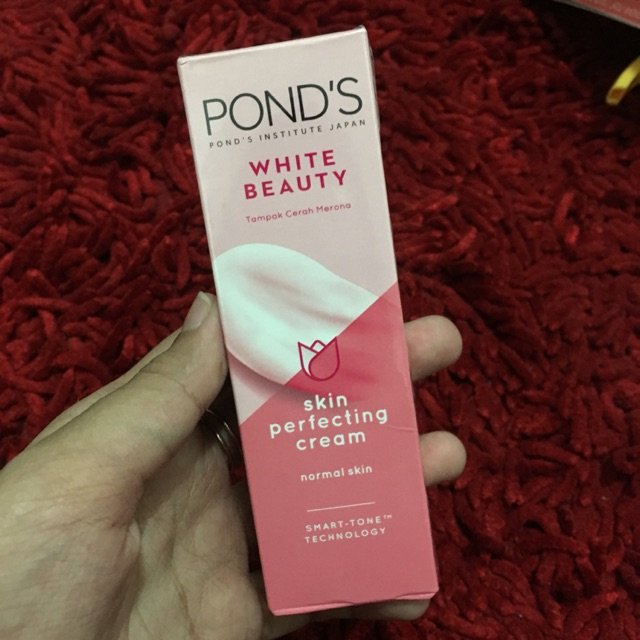 POND'S
POND'S INSTITUTE JAPAN
WHITE
BEAUTY
Tampak Cerah Merona
skin
perfecting
cream
normal skin
SMART-TONE™
TECHNOLOGY